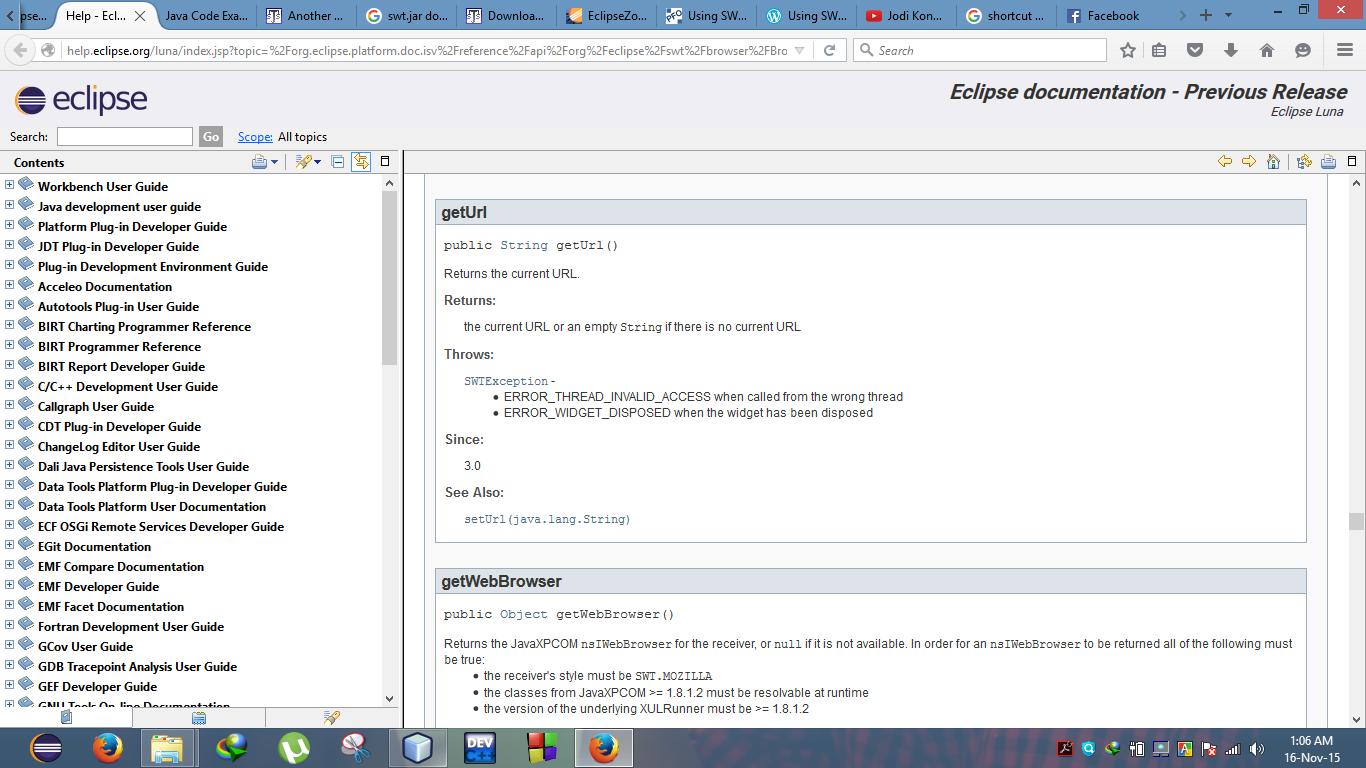 pse...
Help - Ecl...
Java Code Exa...
Another ...
swt.jar do...
Downloa...
EclipseZo...
Using SW...
Using SW...
Jodi Kon...
shortcut ...
Facebook
help.eclipse.org/luna/index.jsp?topic=%2Forg.eclipse.platform.doc.isv%2Freference%2Fapi%2Forg%2Feclipse%2Fswt%2Fbrowser%2FBro
Search
eclipse
Eclipse documentation - Previous Release
Eclipse Luna
Search:
Go
Scope: All topics
Contents
Workbench User Guide
Java development user guide
Platform Plug-in Developer Guide
JDT Plug-in Developer Guide
Plug-in Development Environment Guide
Acceleo Documentation
Autotools Plug-in User Guide
BIRT Charting Programmer Reference
BIRT Programmer Reference
BIRT Report Developer Guide
C/C++ Development User Guide
Callgraph User Guide
CDT Plug-in Developer Guide
ChangeLog Editor User Guide
Dali Java Persistence Tools User Guide
Data Tools Platform Plug-in Developer Guide
Data Tools Platform User Documentation
ECF OSGi Remote Services Developer Guide
EGit Documentation
EMF Compare Documentation
EMF Developer Guide
EMF Facet Documentation
Fortran Development User Guide
GCov User Guide
GDB Tracepoint Analysis User Guide
GEF Developer Guide
GNU Tools On-line Documentation
getUrl
public String getUrl()
Returns the current URL.
Returns:
the current URL or an empty String if there is no current URL
Throws:
SWTException -
• ERROR_THREAD_INVALID_ACCESS when called from the wrong thread
• ERROR_WIDGET_DISPOSED when the widget has been disposed
Since:
3.0
See Also:
setUrl(java.lang.String)
getWebBrowser
public Object getWebBrowser()
Returns the JavaXPCOM nsIWebBrowser for the receiver, or null if it is not available. In order for an nsIWebBrowser to be returned all of the following must
be true:
• the receiver's style must be SWT.MOZILLA
• the classes from JavaXPCOM >= 1.8.1.2 must be resolvable at runtime
• the version of the underlying XULRunner must be >= 1.8.1.2
DEV
1:06 AM
16-Nov-15